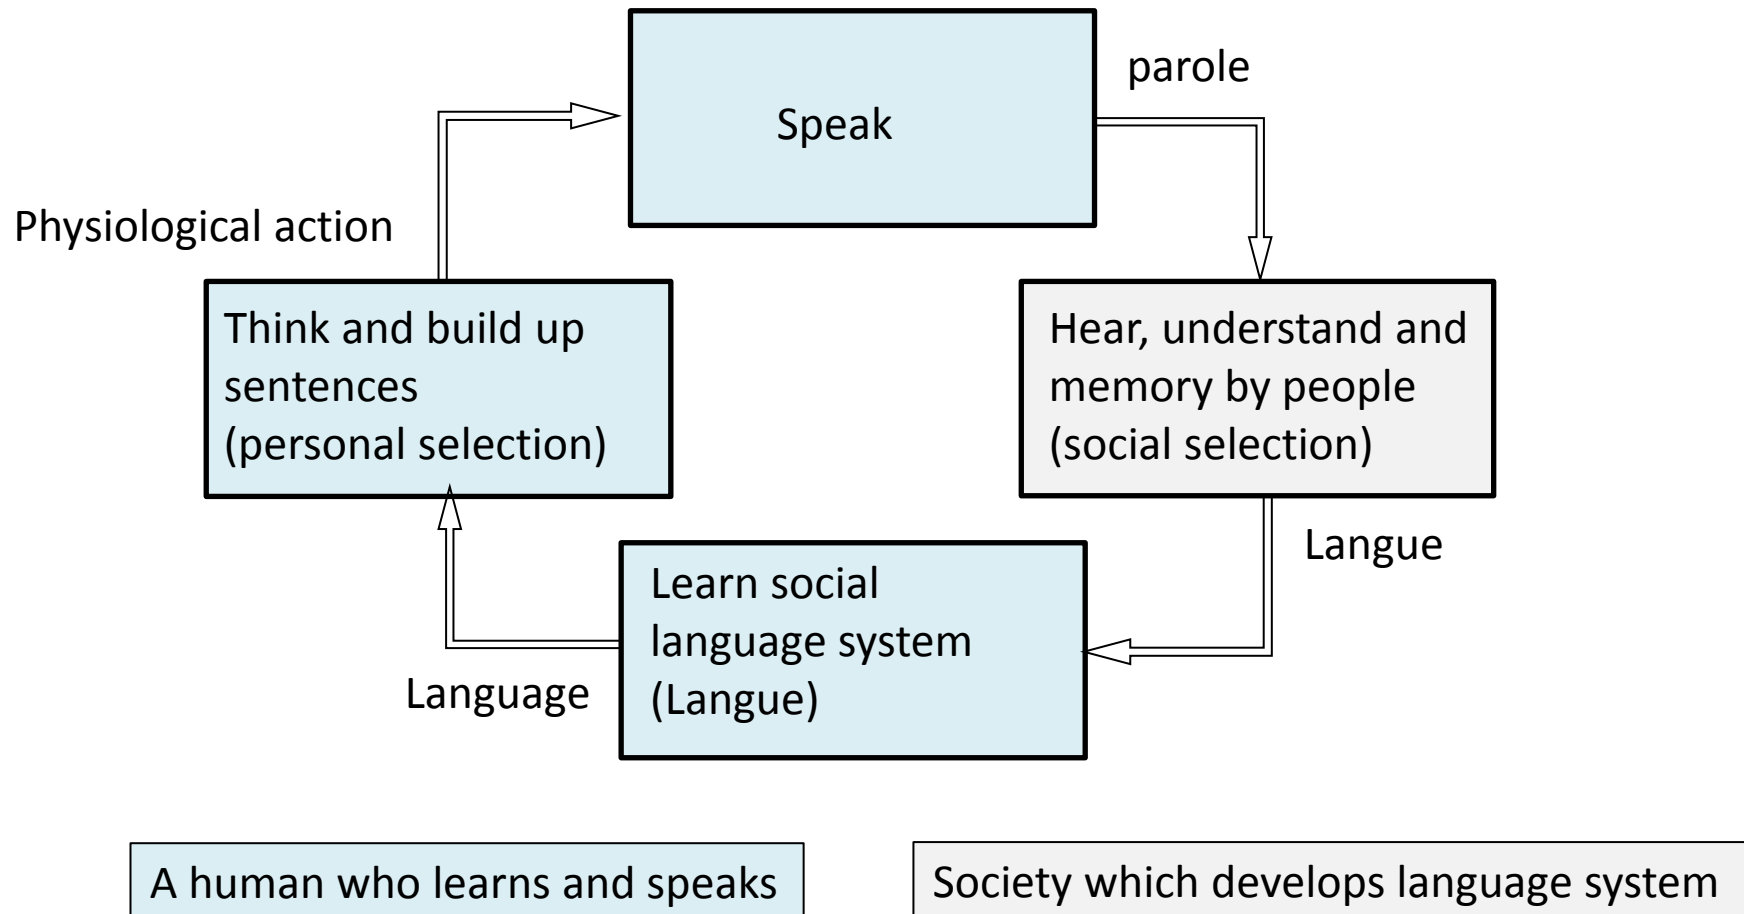 parole
Speak
Physiological action
Think and build up
sentences
(personal selection)
Hear, understand and
memory by people
(social selection)
Langue
Learn social
language system
(Langue)
Language
A human who learns and speaks
Society which develops language system